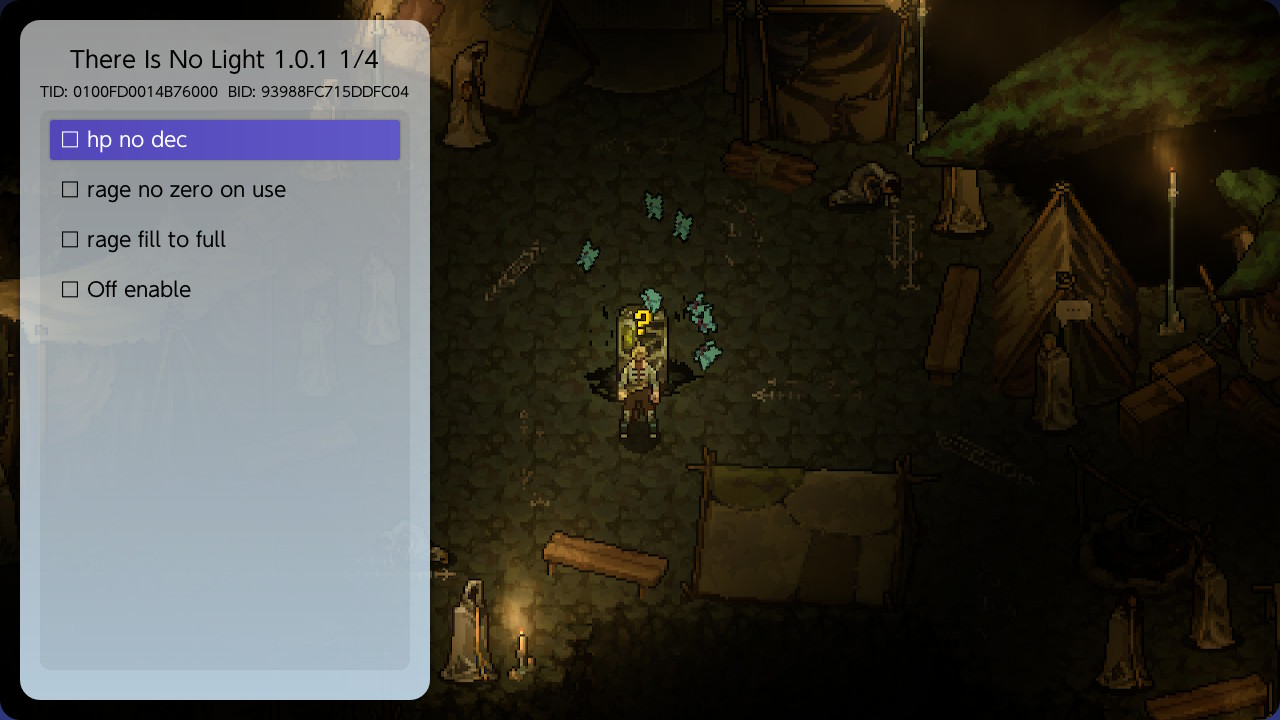 There Is No Light 1.0.1 1/4
TID: 0100FD0014B76000 BID: 93988FC715DDFC04
☐ hp no dec
☐ rage no zero on use
☐ rage fill to full
☐ Off enable
?
...